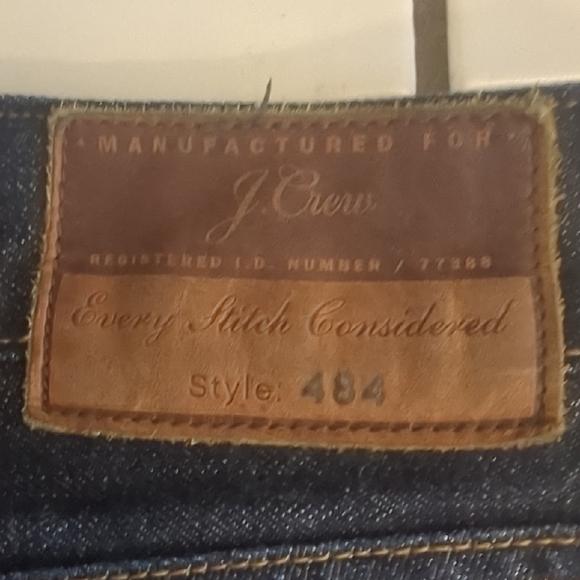 MANUFACTURED FOR
J.Crew
REGISTERED I.D. NUMBER / 77388
Every Stitch Considered
Style: 484